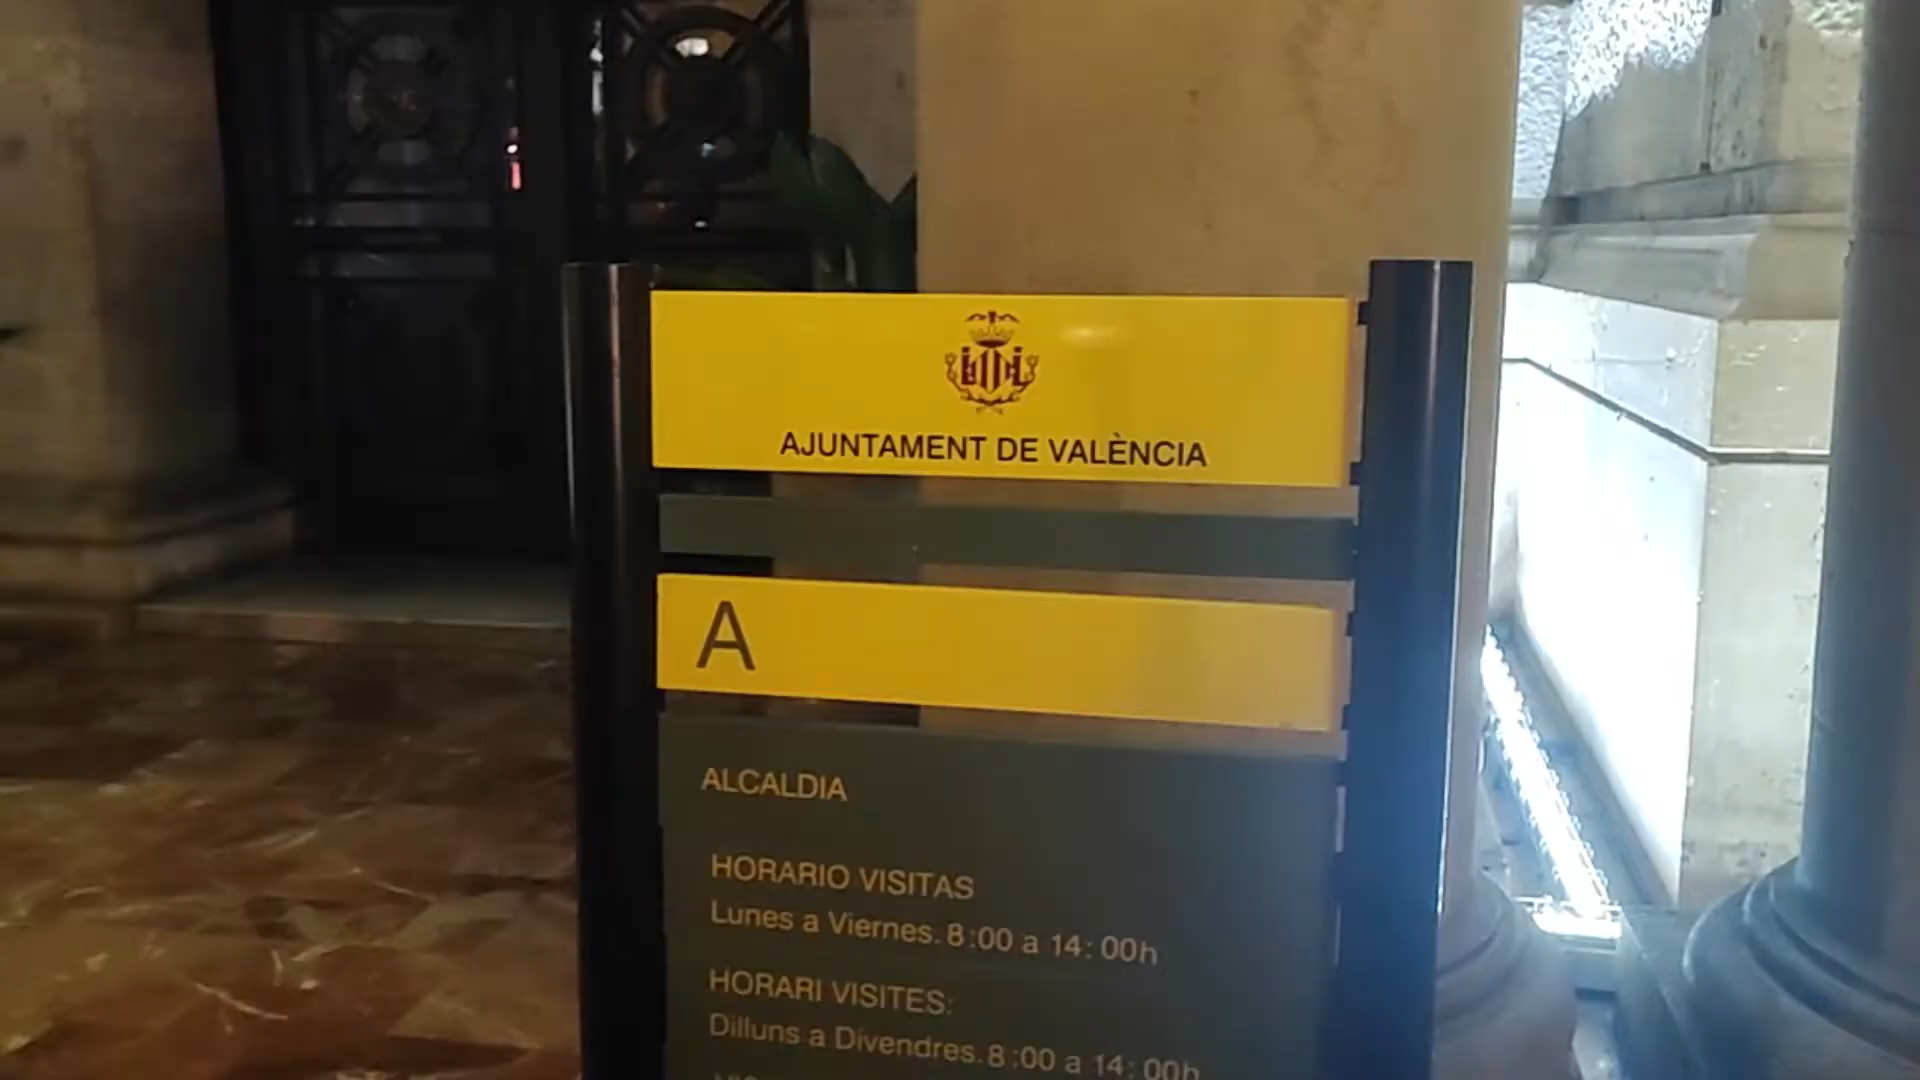 AJUNTAMENT DE VALÈNCIA
A
ALCALDIA
HORARIO VISITAS
Lunes a Viernes. 8:00 a 14:00h
HORARI VISITES:
Dilluns a Divendres. 8:00 a 14:00h